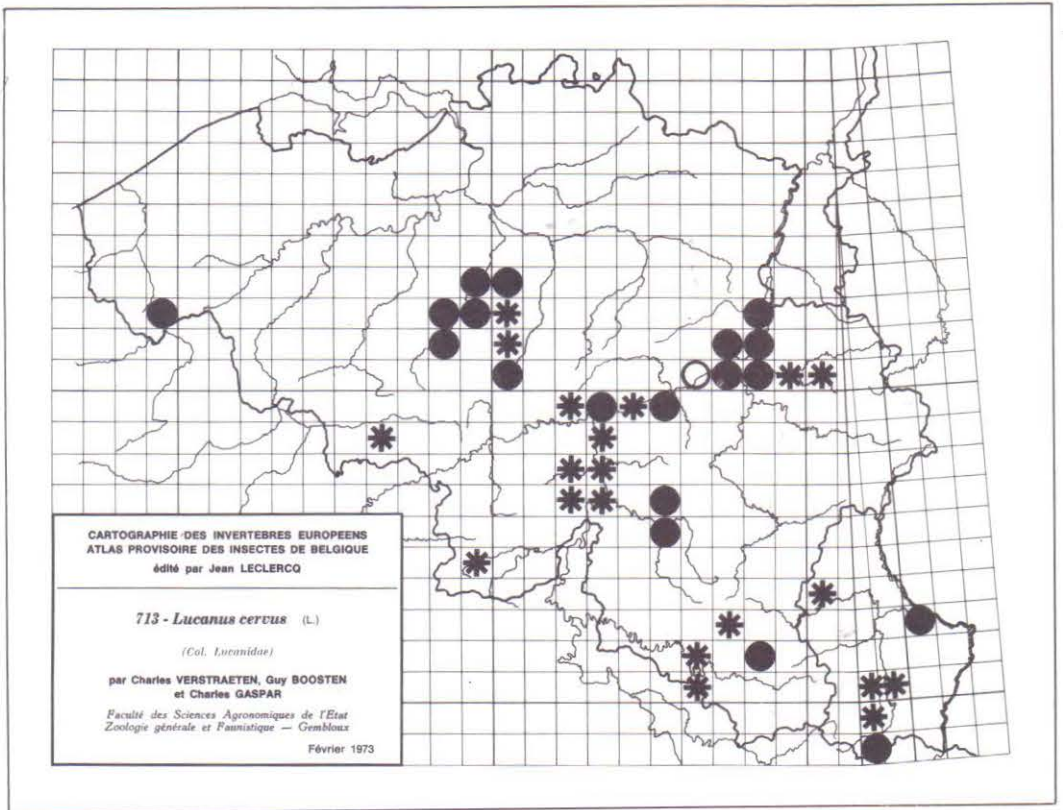 CARTOGRAPHIE DES INVERTEBRES EUROPEENS
ATLAS PROVISOIRE DES INSECTES DE BELGIQUE
édité par Jean LECLERCQ
713 - Lucanus cervus (L.)
(Col. Lucanidae)
par Charles VERSTRAETEN, Guy BOOSTEN
et Charles GASPAR
Faculté des Sciences Agronomiques de l'Etat
Zoologie générale et Faunistique — Gembloux
Février 1973